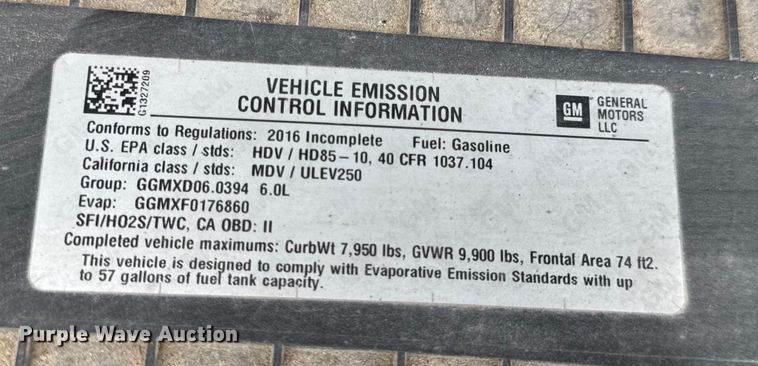 G1327209
VEHICLE EMISSION
CONTROL INFORMATION
GM
GENERAL
MOTORS
LLC
Conforms to Regulations: 2016 Incomplete Fuel: Gasoline
U.S. EPA class / stds: HDV / HD85-10, 40 CFR 1037.104
California class / stds: MDV / ULEV250
Group: GGMXD06.0394 6.0L
Evap: GGMXF0176860
SFI/HO2S/TWC, CA OBD: II
Completed vehicle maximums: CurbWt 7,950 lbs, GVWR 9,900 lbs, Frontal Area 74 ft2.
This vehicle is designed to comply with Evaporative Emission Standards with up
to 57 gallons of fuel tank capacity.
Purple Wave Auction